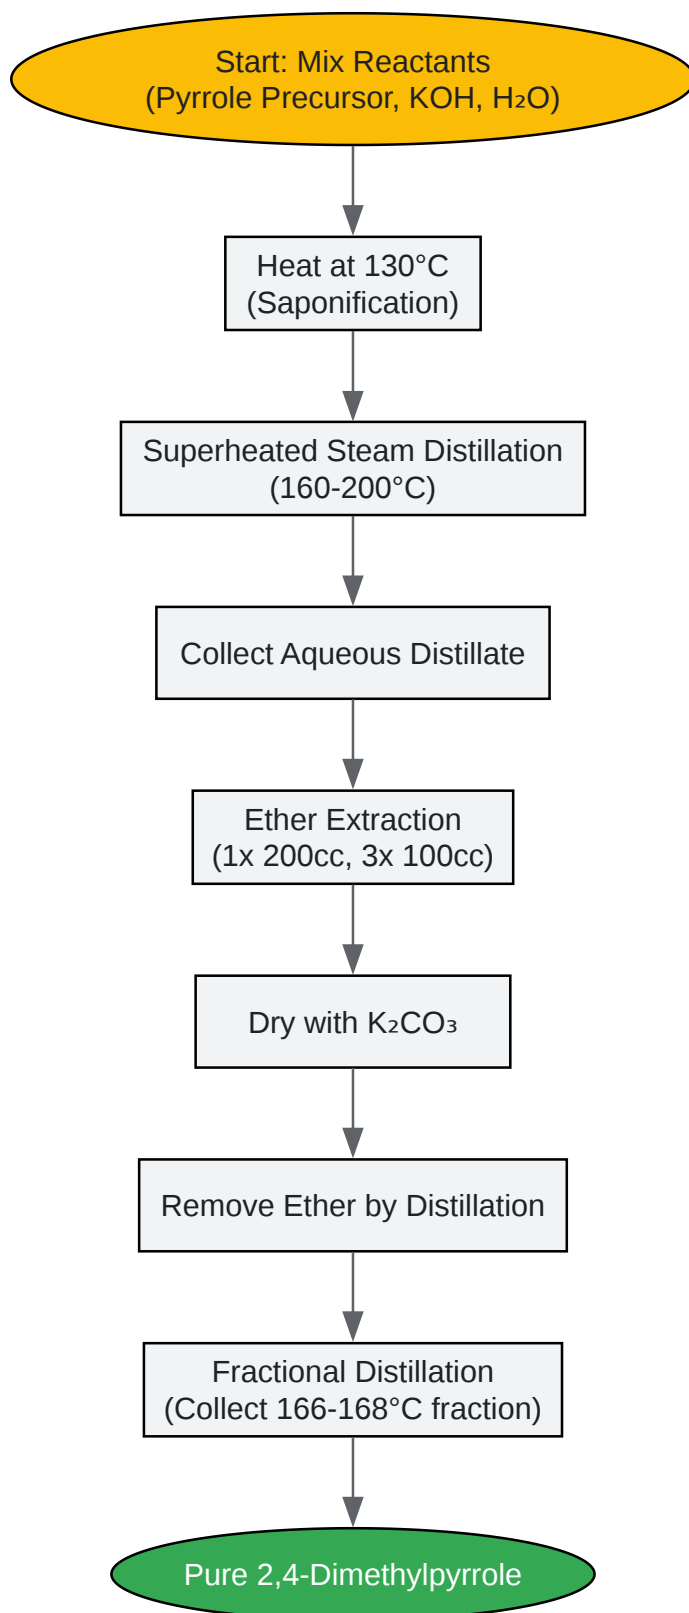 Start: Mix Reactants
(Pyrrole Precursor, KOH, H₂O)
Heat at 130°C
(Saponification)
Superheated Steam Distillation
(160-200°C)
Collect Aqueous Distillate
Ether Extraction
(1x 200cc, 3x 100cc)
Dry with K₂CO₃
Remove Ether by Distillation
Fractional Distillation
(Collect 166-168°C fraction)
Pure 2,4-Dimethylpyrrole